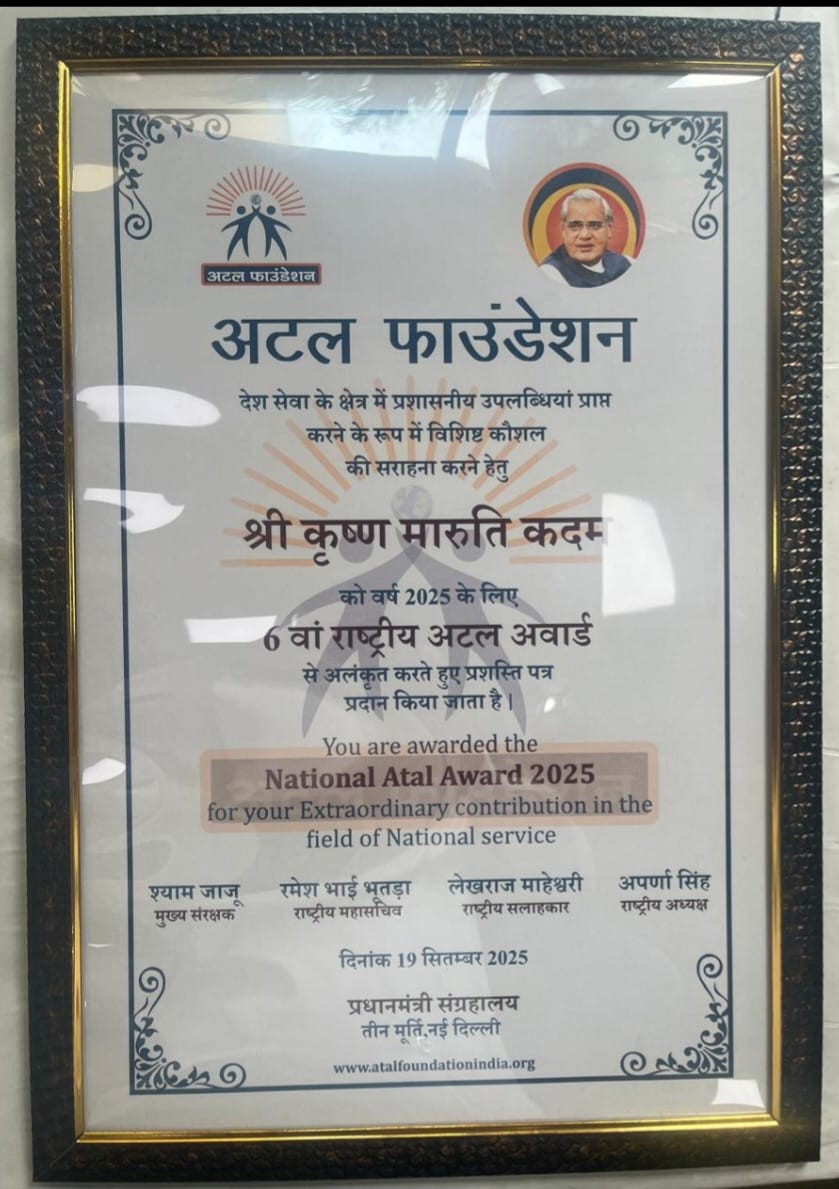 अटल फाउंडेशन
अटल फाउंडेशन
देश सेवा के क्षेत्र में प्रशासनीय उपलब्धियां प्राप्त
करने के रूप में विशिष्ट कौशल
की सराहना करने हेतु
श्री कृष्ण मारुति कदम
को वर्ष 2025 के लिए
6 वां राष्ट्रीय अटल अवार्ड
से अलंकृत करते हुए प्रशस्ति पत्र
प्रदान किया जाता है।
You are awarded the
National Atal Award 2025
for your Extraordinary contribution in the
field of National service
श्याम जाजू रमेश भाई भूतड़ा लेखराज माहेश्वरी अपर्णा सिंह
मुख्य संरक्षक राष्ट्रीय महासचिव राष्ट्रीय सलाहकार राष्ट्रीय अध्यक्ष
दिनांक 19 सितम्बर 2025
प्रधानमंत्री संग्रहालय
तीन मूर्ति,नई दिल्ली
www.atalfoundationindia.org